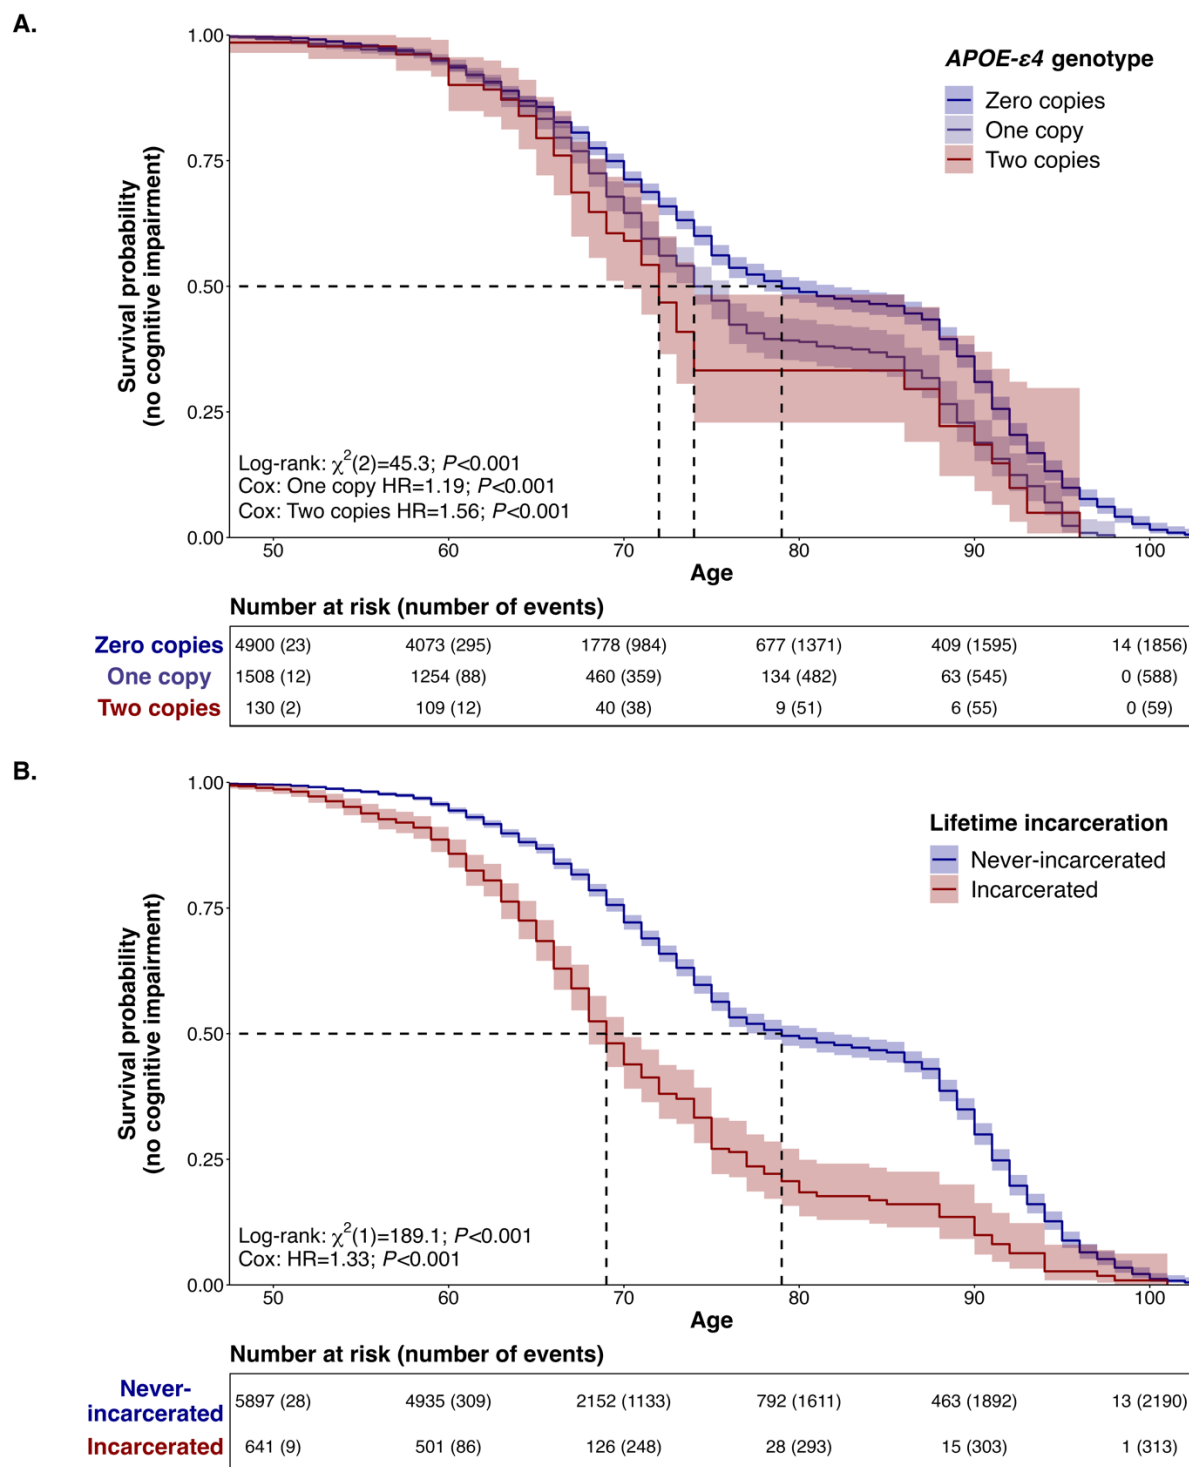 A.
1.00
0.75
0.50
0.25
0.00
Survival probability
(no cognitive impairment)
APOE-ε4 genotype
Zero copies
One copy
Two copies
Log-rank: χ²(2)=45.3; P<0.001
Cox: One copy HR=1.19; P<0.001
Cox: Two copies HR=1.56; P<0.001
50 60 70 80 90 100
Age
Number at risk (number of events)
Zero copies 4900 (23) 4073 (295) 1778 (984) 677 (1371) 409 (1595) 14 (1856)
One copy 1508 (12) 1254 (88) 460 (359) 134 (482) 63 (545) 0 (588)
Two copies 130 (2) 109 (12) 40 (38) 9 (51) 6 (55) 0 (59)
B.
1.00
0.75
0.50
0.25
0.00
Survival probability
(no cognitive impairment)
Lifetime incarceration
Never-incarcerated
Incarcerated
Log-rank: χ²(1)=189.1; P<0.001
Cox: HR=1.33; P<0.001
50 60 70 80 90 100
Age
Number at risk (number of events)
Never-
incarcerated 5897 (28) 4935 (309) 2152 (1133) 792 (1611) 463 (1892) 13 (2190)
Incarcerated 641 (9) 501 (86) 126 (248) 28 (293) 15 (303) 1 (313)